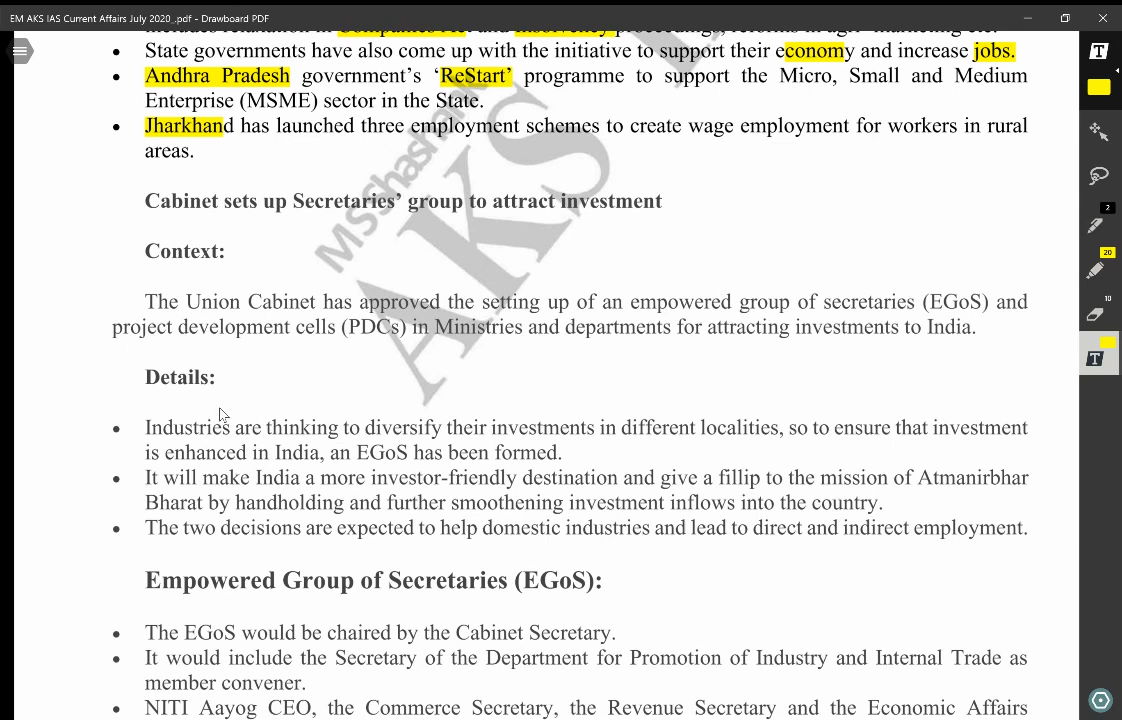 EM AKS IAS Current Affairs July 2020_.pdf - Drawboard PDF
State governments have also come up with the initiative to support their economy and increase jobs.
Andhra Pradesh government's 'ReStart' programme to support the Micro, Small and Medium
Enterprise (MSME) sector in the State.
Jharkhand has launched three employment schemes to create wage employment for workers in rural
areas.
Cabinet sets up Secretaries' group to attract investment
Context:
The Union Cabinet has approved the setting up of an empowered group of secretaries (EGoS) and
project development cells (PDCs) in Ministries and departments for attracting investments to India.
Details:
Industries are thinking to diversify their investments in different localities, so to ensure that investment
is enhanced in India, an EGoS has been formed.
It will make India a more investor-friendly destination and give a fillip to the mission of Atmanirbhar
Bharat by handholding and further smoothening investment inflows into the country.
The two decisions are expected to help domestic industries and lead to direct and indirect employment.
Empowered Group of Secretaries (EGoS):
The EGoS would be chaired by the Cabinet Secretary.
It would include the Secretary of the Department for Promotion of Industry and Internal Trade as
member convener.
NITI Aayog CEO, the Commerce Secretary, the Revenue Secretary and the Economic Affairs
AKS
T
2
20
10
T